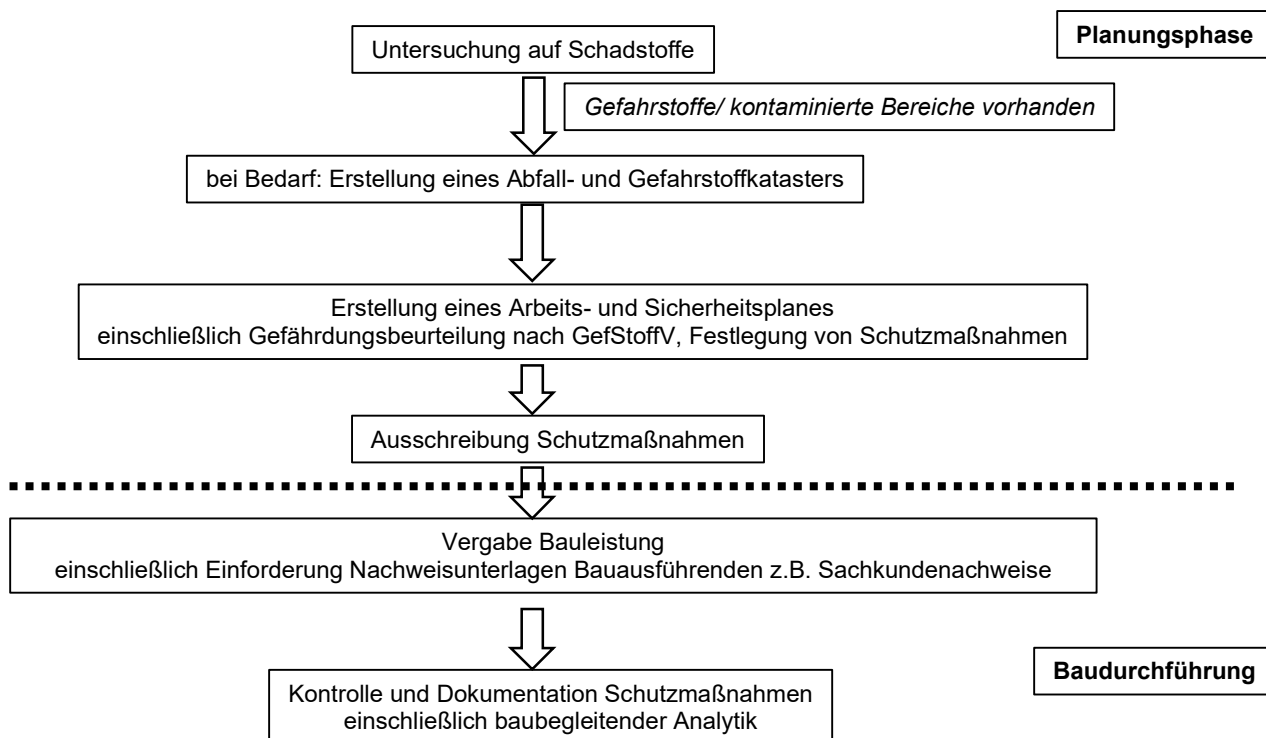 Planungsphase
Untersuchung auf Schadstoffe
Gefahrstoffe/ kontaminierte Bereiche vorhanden
bei Bedarf: Erstellung eines Abfall- und Gefahrstoffkatasters
Erstellung eines Arbeits- und Sicherheitsplanes
einschließlich Gefährdungsbeurteilung nach GefStoffV, Festlegung von Schutzmaßnahmen
Ausschreibung Schutzmaßnahmen
Vergabe Bauleistung
einschließlich Einforderung Nachweisunterlagen Bauausführenden z.B. Sachkundenachweise
Baudurchführung
Kontrolle und Dokumentation Schutzmaßnahmen
einschließlich baubegleitender Analytik